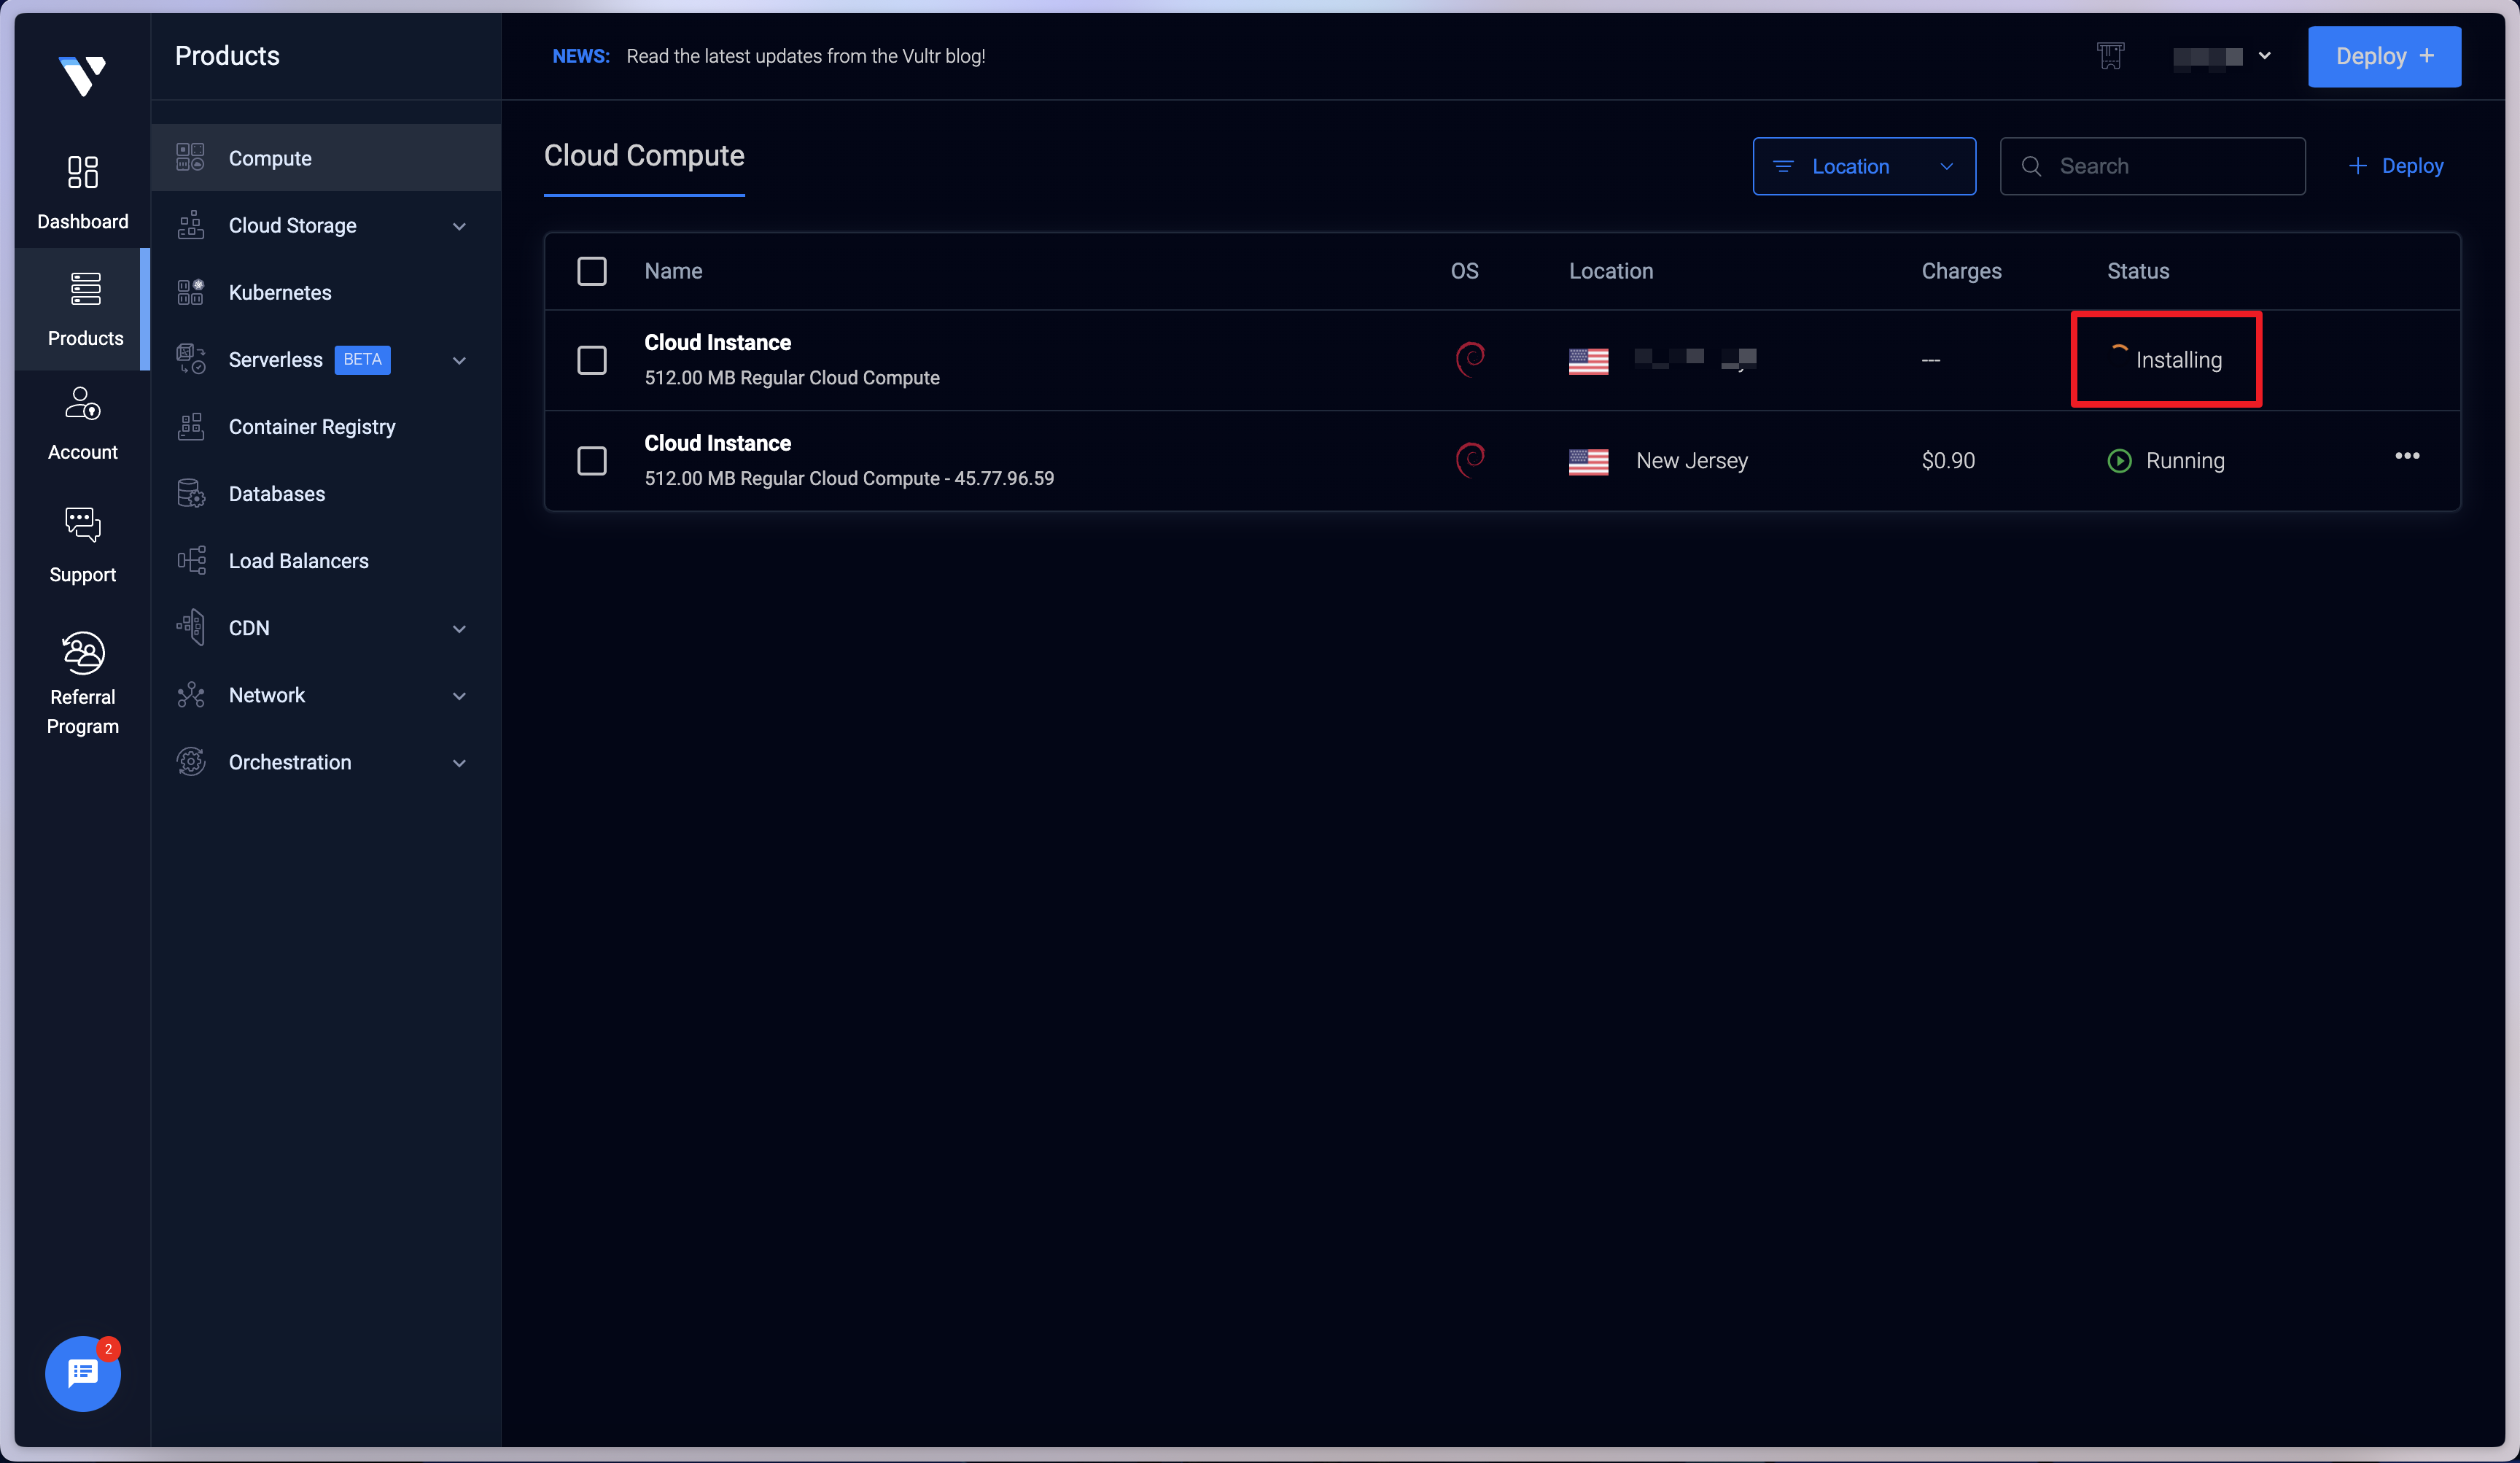 Products
NEWS: Read the latest updates from the Vultr blog!
Deploy +
Dashboard
Products
Account
Support
Referral
Program
2
Compute
Cloud Storage
Kubernetes
Serverless BETA
Container Registry
Databases
Load Balancers
CDN
Network
Orchestration
Cloud Compute
Location
Search
+ Deploy
Name OS Location Charges Status
Cloud Instance
512.00 MB Regular Cloud Compute
--- Installing
Cloud Instance
512.00 MB Regular Cloud Compute - 45.77.96.59
New Jersey $0.90 Running